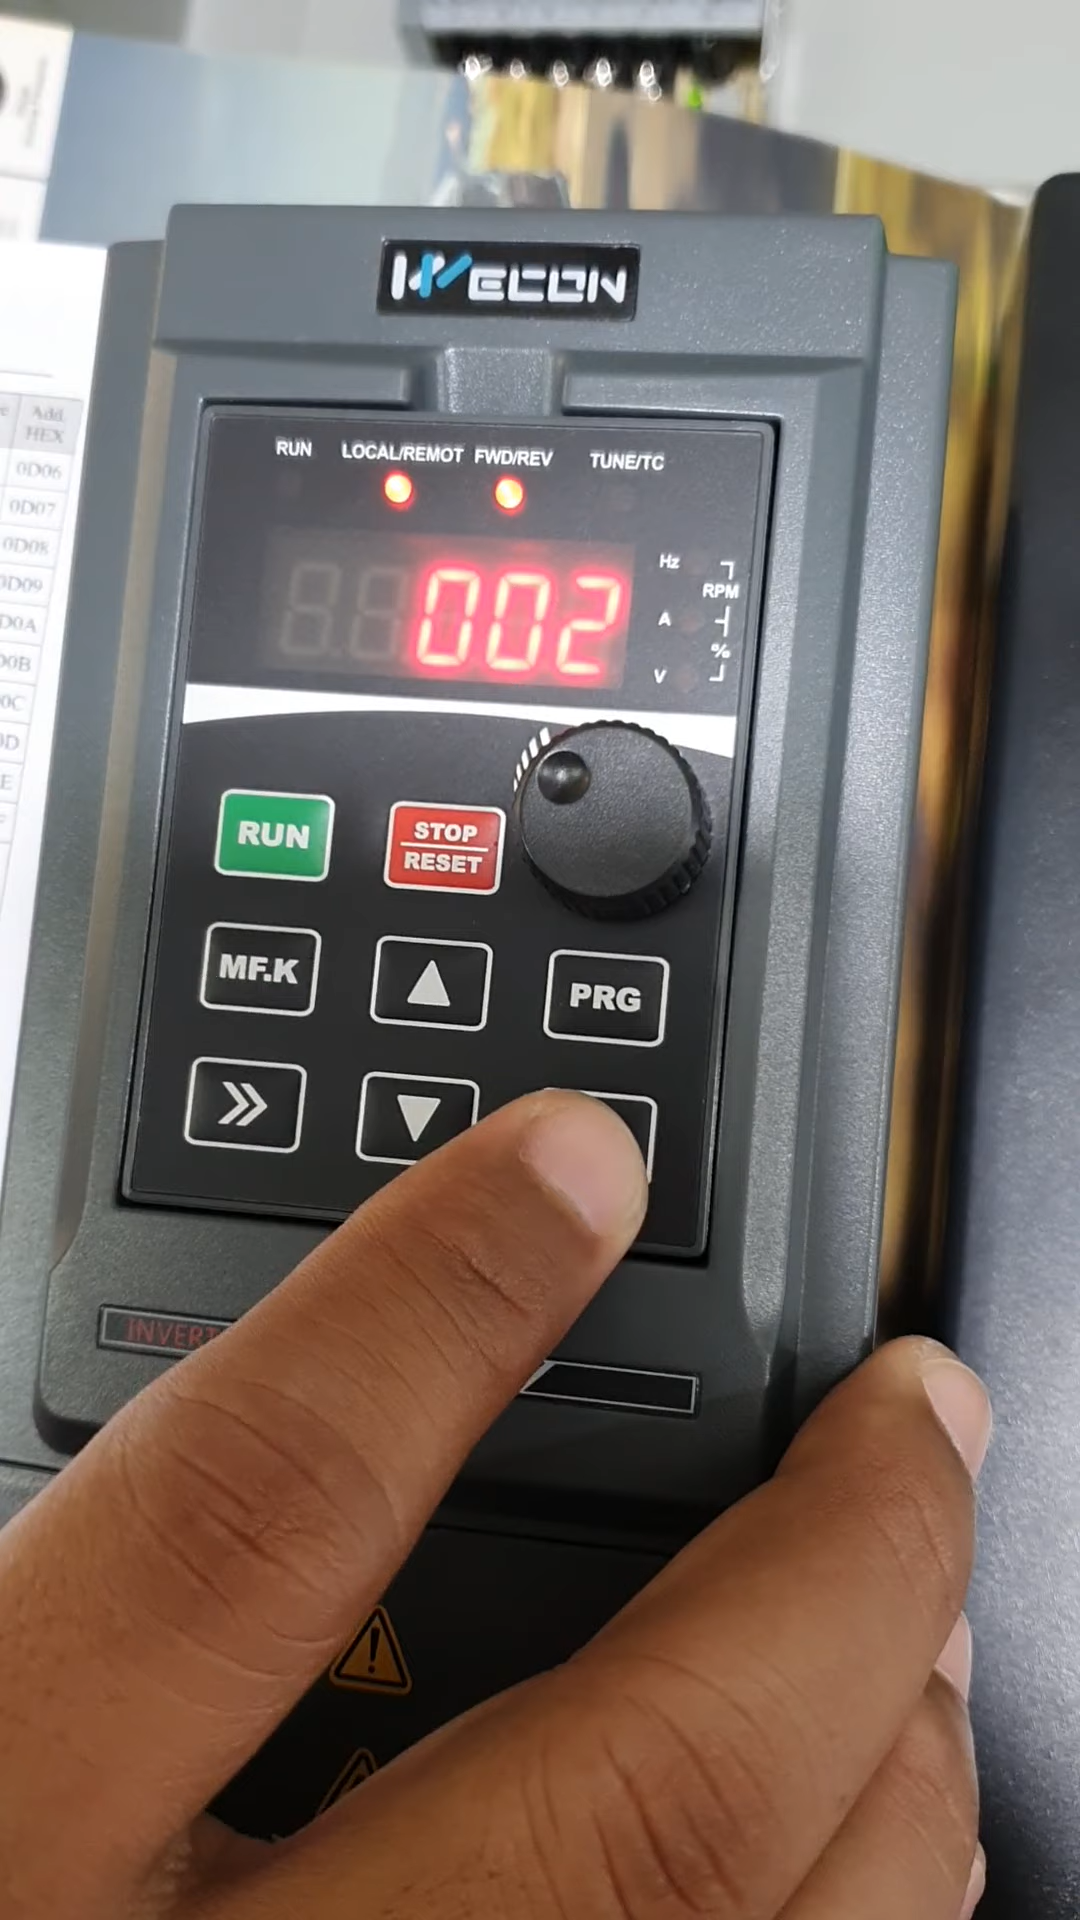 WECON
RUN LOCAL/REMOT FWD/REV TUNE/TC
002
Hz
RPM
A
%
V
Add.
HEX
0D06
0D07
0D08
0D09
RUN
STOP
RESET
MF.K
PRG
INVERT